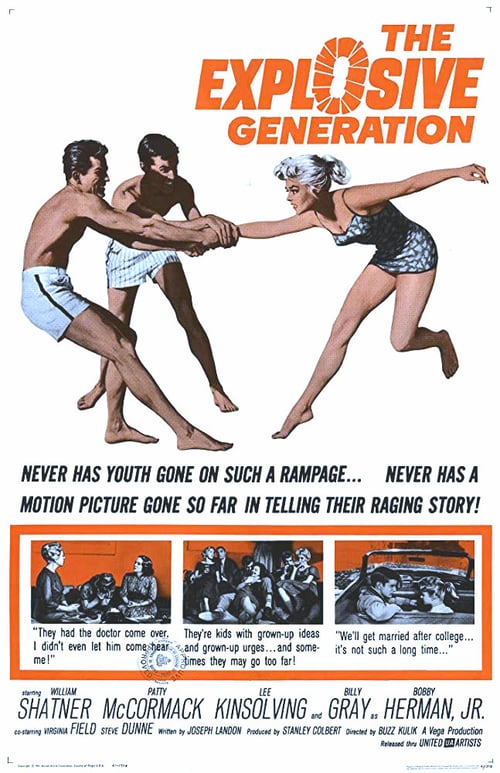 THE
EXPLOSIVE
GENERATION
NEVER HAS YOUTH GONE ON SUCH A RAMPAGE... NEVER HAS A
MOTION PICTURE GONE SO FAR IN TELLING THEIR RAGING STORY!
"They had the doctor come over.
I didn't even let him come near
me!"
They're kids with grown-up ideas
and grown-up urges...and some-
times they may go too far!
"We'll get married after college...
it's not such a long time..."
starring WILLIAM SHATNER PATTY McCORMACK LEE KINSOLVING and BILLY GRAY as BOBBY HERMAN, JR.
co-starring VIRGINIA FIELD STEVE DUNNE Written by JOSEPH LANDON Produced by STANLEY COLBERT Directed by BUZZ KULIK A Vega Production
Released thru UNITED UA ARTISTS